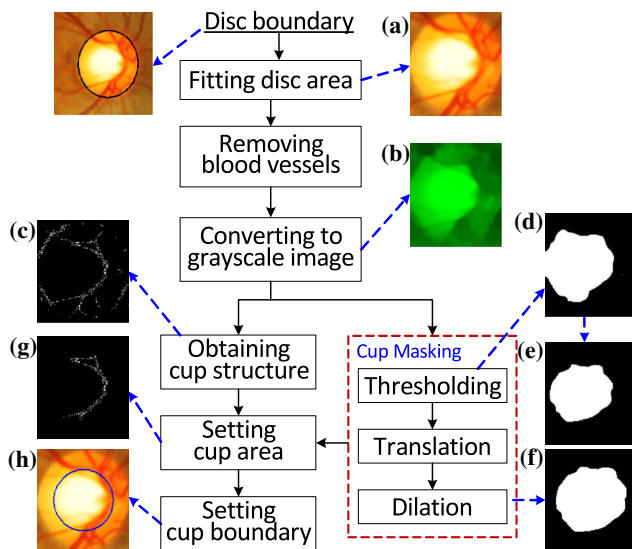 Disc boundary
(a)
Fitting disc area
Removing
blood vessels
(b)
Converting to
grayscale image
(c)
(d)
Obtaining
cup structure
Cup Masking
Thresholding
(e)
(g)
Setting
cup area
Translation
(f)
(h)
Setting
cup boundary
Dilation